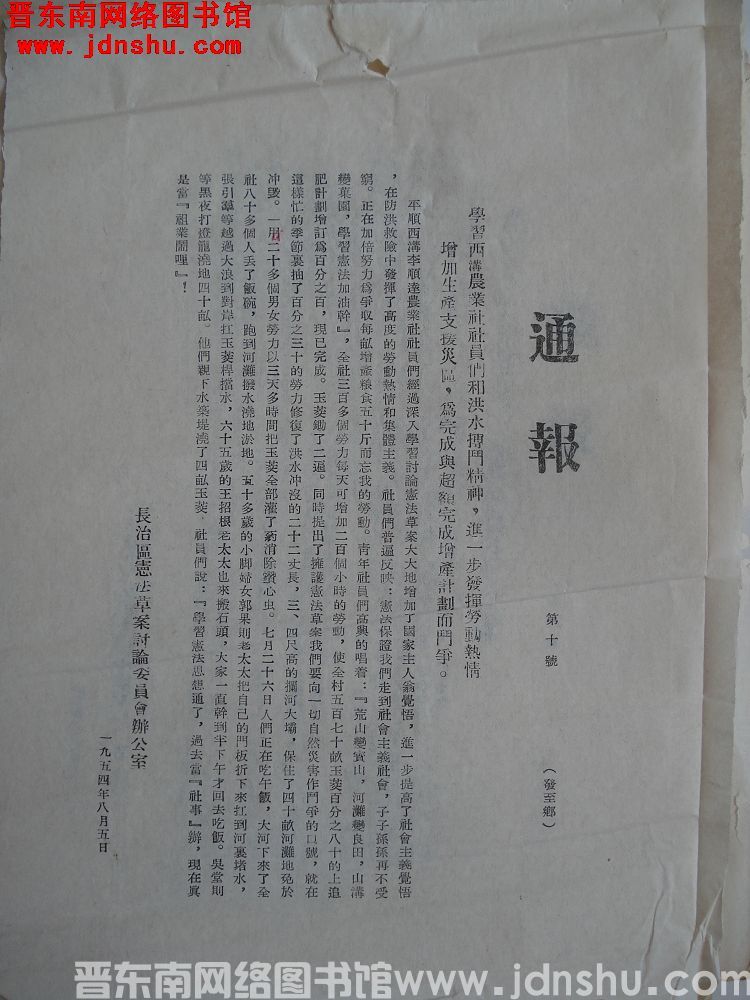 晋东南网络图书馆
www.jdnshu.com
通報
第十號
（發至鄉）
學習西溝農業社社員們和洪水搏鬥精神，進一步發揮勞動熱情
增加生產支援災區，爲完成與超額完成增產計劃而鬥爭。
平順西溝李順達農業社社員們經過深入學習討論憲法草案大大地增加了國家主人翁覺悟，進一步提高了社會主義覺悟
，在防洪救險中發揮了高度的勞動熱情和集體主義。社員們普遍反映：憲法保證我們走到社會主義社會，子子孫孫再不受
窮。正在加倍努力爲爭取每畝增產粮食五十斤而忘我的勞動。青年社員們高興的唱着：『荒山變寶山，河灘變良田，山溝
變菓園，學習憲法加油幹』，全社三百多個勞力每天可增加二百個小時的勞動，使全村五百七十畝玉茭百分之八十的上追
肥計劃增訂爲百分之百，現已完成。玉茭鋤了二遍。同時提出了擁護憲法草案我們要向一切自然災害作鬥爭的口號，就在
這樣忙的季節裏抽了百分之三十的勞力修復了洪水冲沒的二十二丈長，三、四尺高的攔河大壩，保住了四十畝河灘地免於
冲毀。一用二十多個男女勞力以三天多時間把玉茭全部灌了葯消除鑽心虫。七月二十六日人們正在吃午飯，大河下來了全
社八十多個人丢了飯碗，跑到河灘撥水澆地淤地。五十多歲的小脚婦女郭果則老太太把自己的門板折下來扛到河裏堵水，
張引蓮等越過大浪到對岸扛玉茭桿擋水，六十五歲的王招根老太太也來搬石頭，大家一直幹到半下午才回去吃飯。吳堂則
等黑夜打燈籠澆地四十畝。他們親下水築堤澆了四畝玉茭，社員們說：『學習憲法思想通了，過去當『社事』辦，現在眞
是當『祖業鬧哩』！
長治區憲法草案討論委員會辦公室
一九五四年八月五日
晋东南网络图书馆www.jdnshu.com